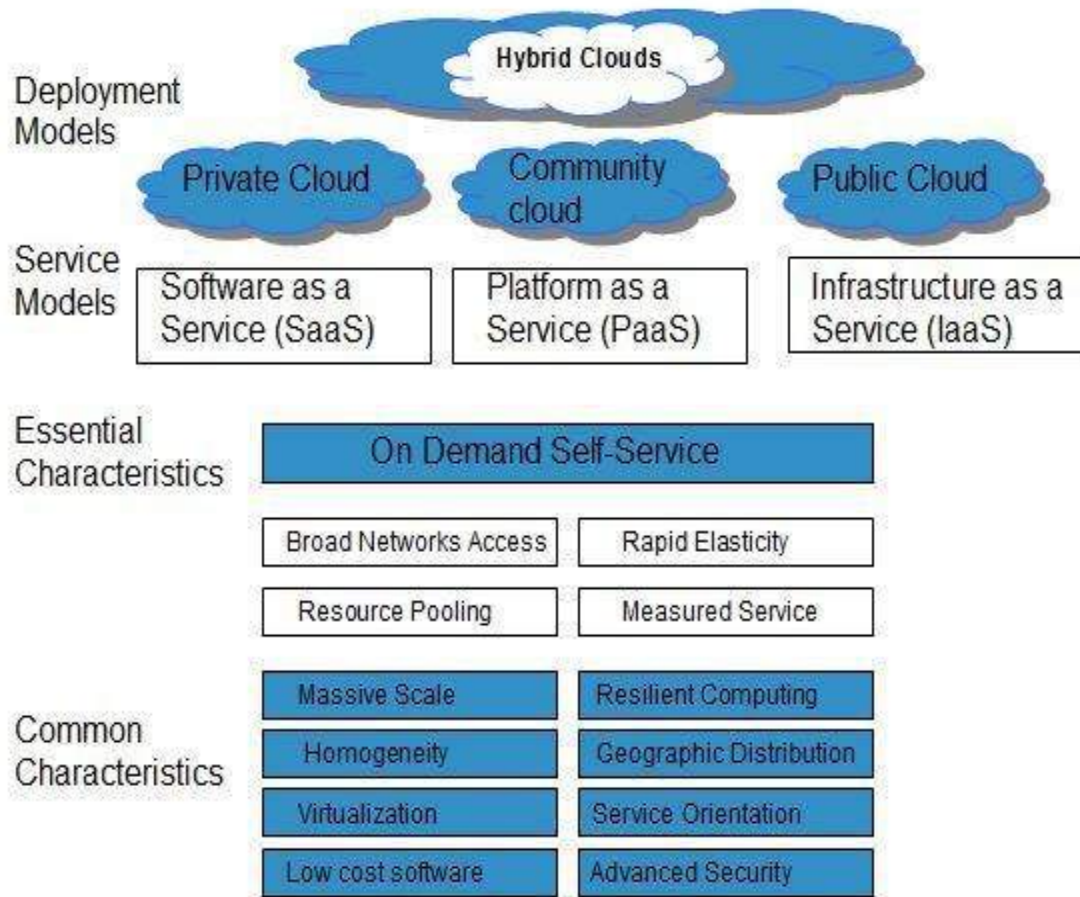 Hybrid Clouds
Deployment
Models
Private Cloud
Community
cloud
Public Cloud
Service
Models
Software as a
Service (SaaS)
Platform as a
Service (PaaS)
Infrastructure as a
Service (IaaS)
Essential
Characteristics
On Demand Self-Service
Broad Networks Access
Rapid Elasticity
Resource Pooling
Measured Service
Common
Characteristics
Massive Scale
Resilient Computing
Homogeneity
Geographic Distribution
Virtualization
Service Orientation
Low cost software
Advanced Security